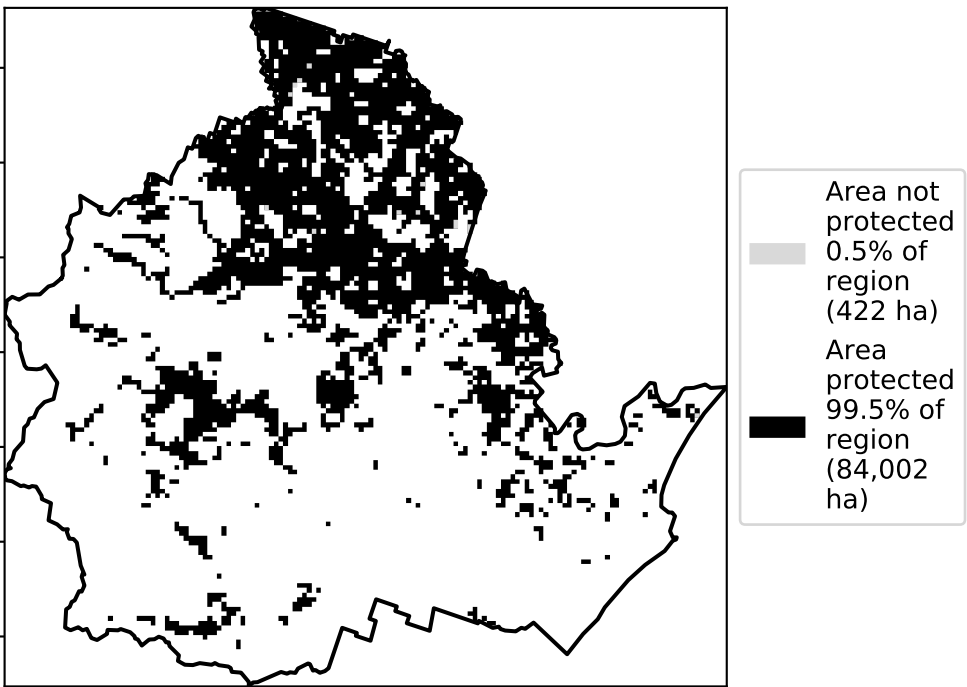 Area not
protected
0.5% of
region
(422 ha)
Area
protected
99.5% of
region
(84,002
ha)